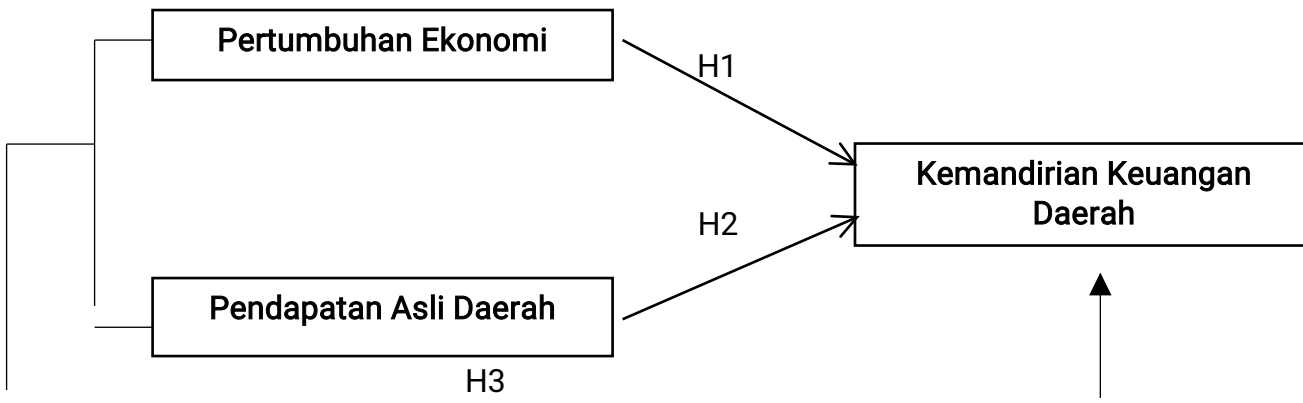 Pertumbuhan Ekonomi
H1
Kemandirian Keuangan
Daerah
H2
Pendapatan Asli Daerah
H3